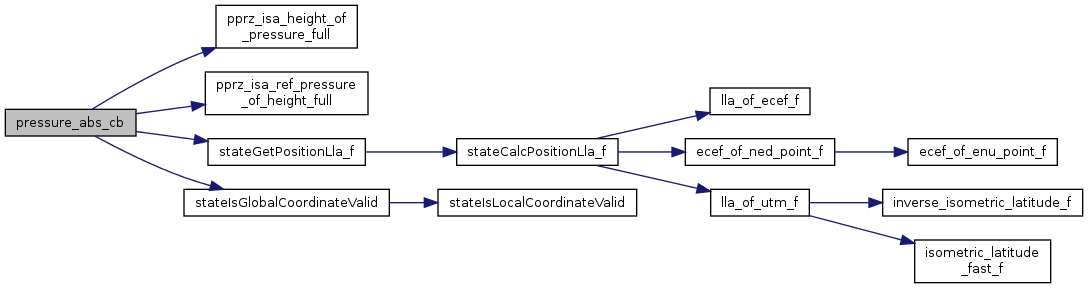 pprz_isa_height_of
_pressure_full
pprz_isa_ref_pressure
_of_height_full
lla_of_ecef_f
pressure_abs_cb
stateGetPositionLla_f
stateCalcPositionLla_f
ecef_of_ned_point_f
ecef_of_enu_point_f
stateIsGlobalCoordinateValid
stateIsLocalCoordinateValid
lla_of_utm_f
inverse_isometric_latitude_f
isometric_latitude
_fast_f